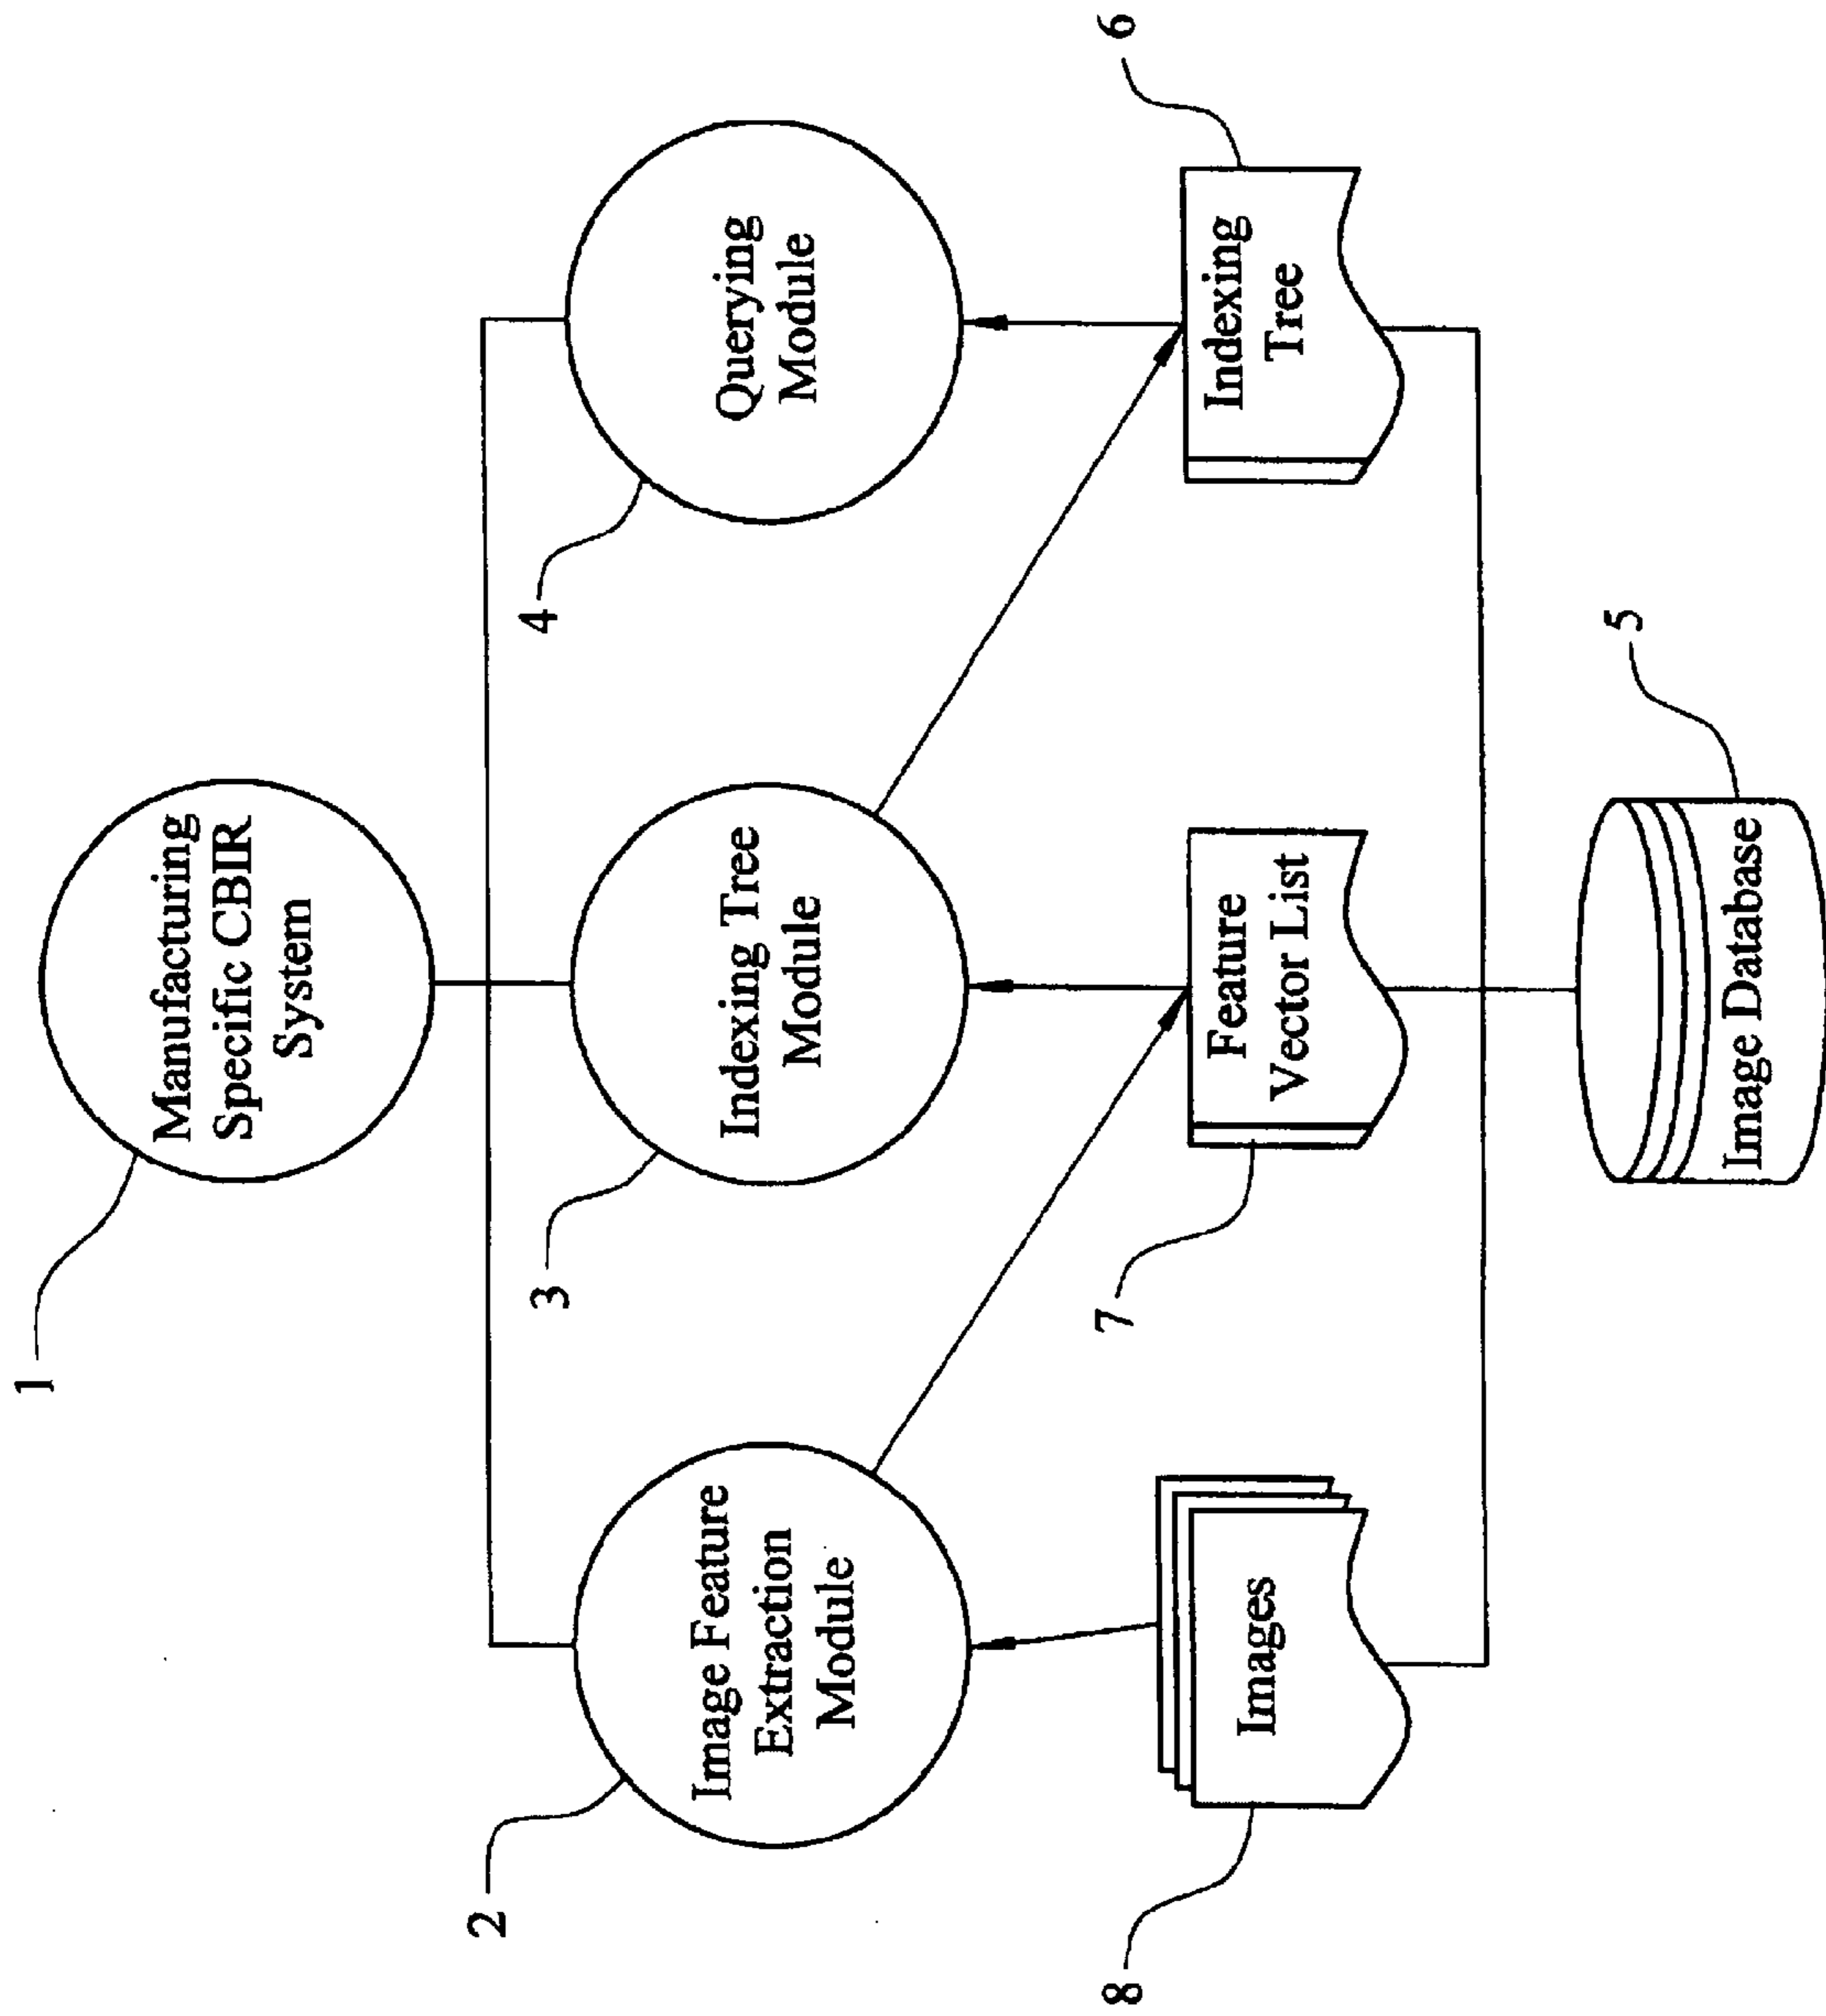 1
Manufacturing
Specific CBIR
System
2
Image Feature
Extraction
Module
3
Indexing Tree
Module
4
Querying
Module
8
Images
7
Feature
Vector List
6
Indexing
Tree
5
Image Database